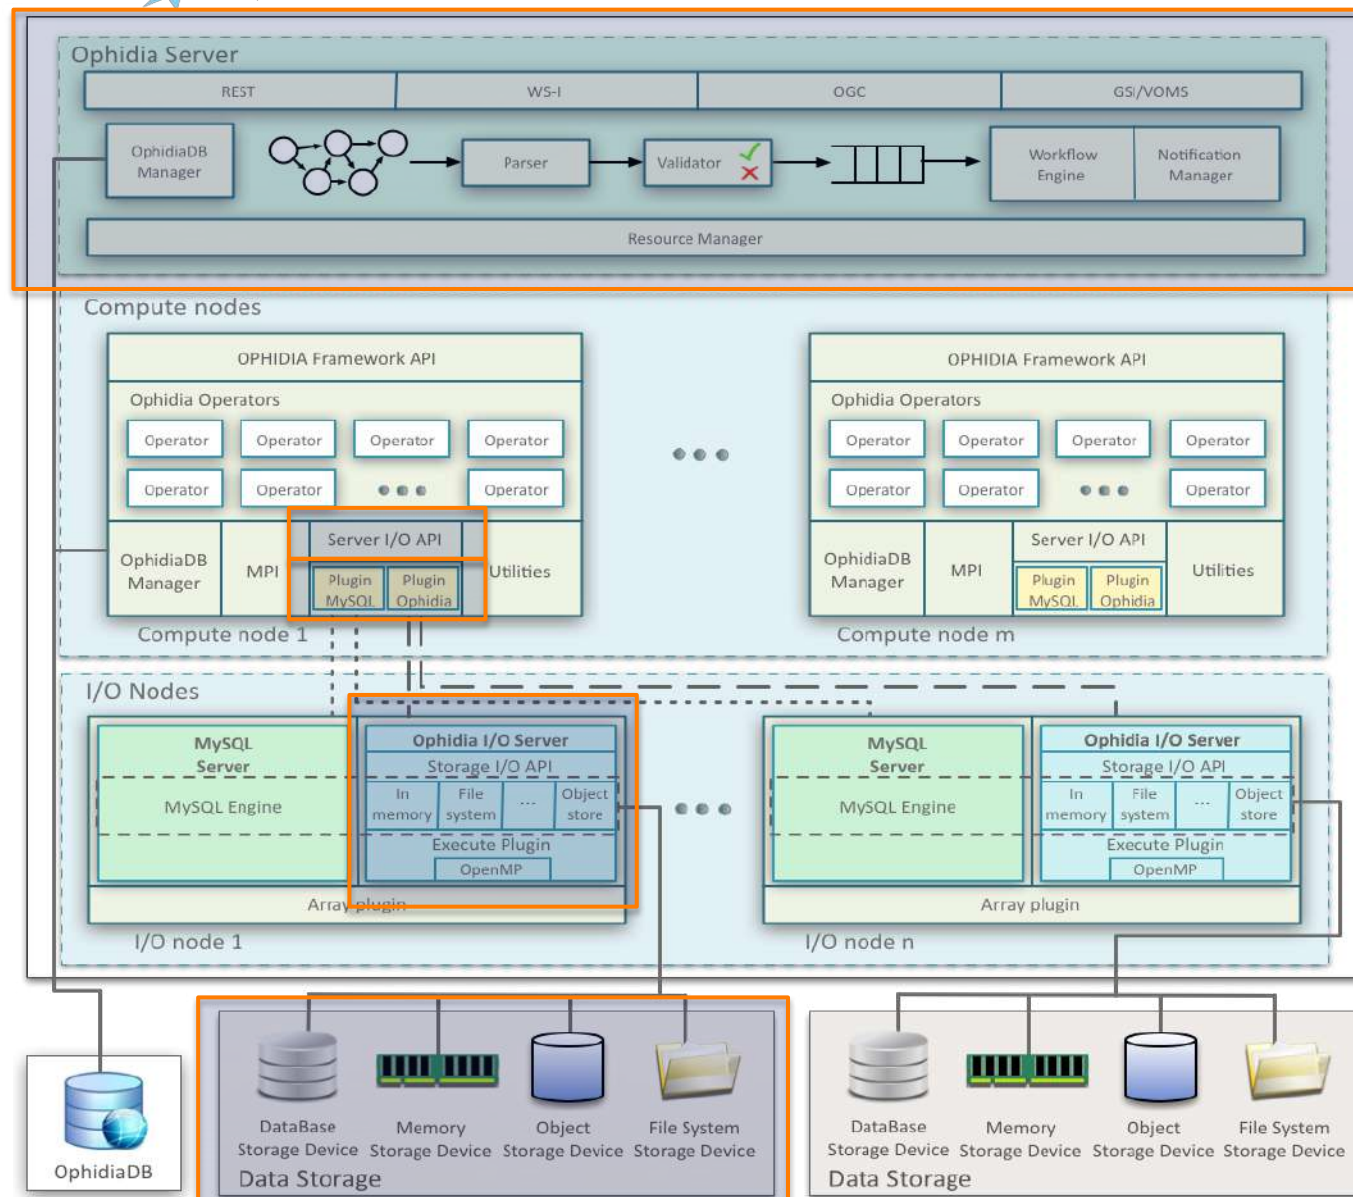 Ophidia Server
REST WS-I OGC GSI/VOMS
OphidiaDB
Manager
Parser
Validator
Workflow
Engine
Notification
Manager
Resource Manager
Compute nodes
OPHIDIA Framework API
Ophidia Operators
Operator Operator Operator Operator
Operator Operator Operator
OphidiaDB
Manager
MPI
Server I/O API
Plugin
MySQL
Plugin
Ophidia
Utilities
Compute node 1
OPHIDIA Framework API
Ophidia Operators
Operator Operator Operator Operator
Operator Operator Operator
OphidiaDB
Manager
MPI
Server I/O API
Plugin
MySQL
Plugin
Ophidia
Utilities
Compute node m
I/O Nodes
MySQL
Server
MySQL Engine
Ophidia I/O Server
Storage I/O API
In
memory
File
system
...
Object
store
Execute Plugin
OpenMP
Array plugin
I/O node 1
MySQL
Server
MySQL Engine
Ophidia I/O Server
Storage I/O API
In
memory
File
system
...
Object
store
Execute Plugin
OpenMP
Array plugin
I/O node n
OphidiaDB
DataBase
Storage Device
Memory
Storage Device
Object
Storage Device
File System
Storage Device
Data Storage
DataBase
Storage Device
Memory
Storage Device
Object
Storage Device
File System
Storage Device
Data Storage